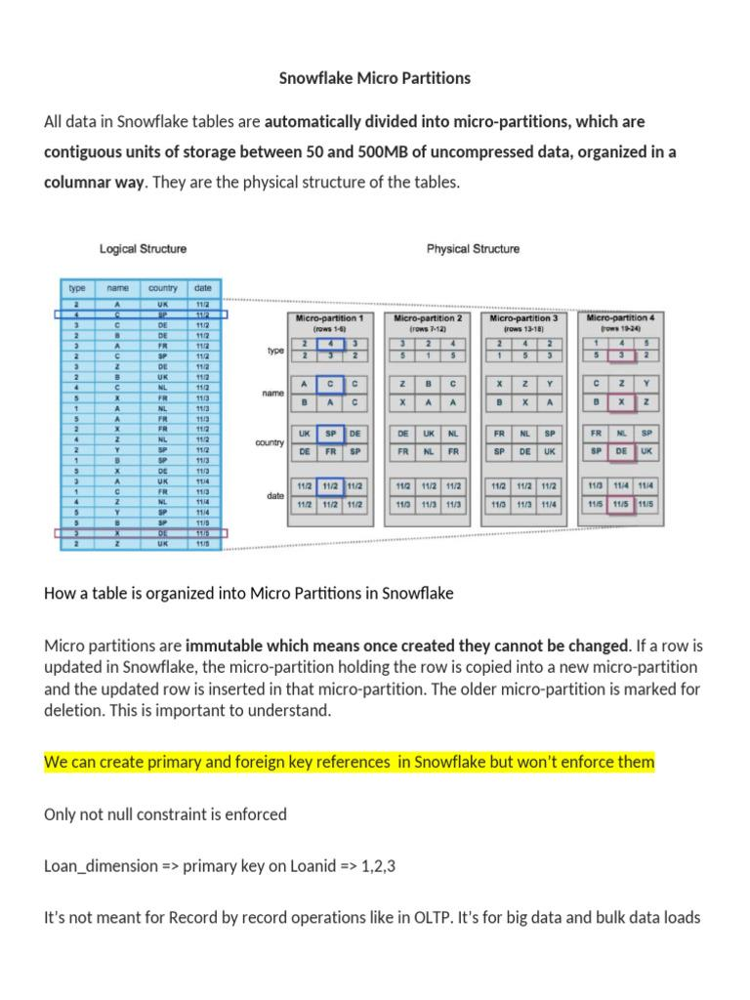 Snowflake Micro Partitions
All data in Snowflake tables are automatically divided into micro-partitions, which are
contiguous units of storage between 50 and 500MB of uncompressed data, organized in a
columnar way. They are the physical structure of the tables.
Logical Structure
type name country date
2 A UK 11/2
4 C SP 11/2
3 C DE 11/2
2 B DE 11/2
3 A FR 11/2
2 C SP 11/2
3 Z DE 11/2
2 B UK 11/2
4 C NL 11/2
5 X FR 11/3
1 A NL 11/3
5 A FR 11/3
2 X FR 11/3
4 Z NL 11/2
2 Y SP 11/2
1 B SP 11/3
5 X DE 11/3
3 A UK 11/4
1 C FR 11/3
4 Z NL 11/4
5 Y SP 11/4
5 B SP 11/5
3 X DE 11/5
2 Z UK 11/5
Physical Structure
Micro-partition 1 Micro-partition 2 Micro-partition 3 Micro-partition 4
(rows 1-6) (rows 7-12) (rows 13-18) (rows 19-24)
type
2 4 3 3 2 4 2 4 2 1 4 5
2 3 2 5 1 5 1 5 3 5 3 2
name
A C C Z B C X Z Y C Z Y
B A C X A A B X A B X Z
country
UK SP DE DE UK NL FR NL SP FR NL SP
DE FR SP FR NL FR SP DE UK SP DE UK
date
11/2 11/2 11/2 11/2 11/2 11/2 11/2 11/2 11/2 11/3 11/4 11/4
11/2 11/2 11/2 11/3 11/3 11/3 11/3 11/3 11/4 11/5 11/5 11/5
How a table is organized into Micro Partitions in Snowflake
Micro partitions are immutable which means once created they cannot be changed. If a row is
updated in Snowflake, the micro-partition holding the row is copied into a new micro-partition
and the updated row is inserted in that micro-partition. The older micro-partition is marked for
deletion. This is important to understand.
We can create primary and foreign key references in Snowflake but won't enforce them
Only not null constraint is enforced
Loan_dimension => primary key on Loanid => 1,2,3
It's not meant for Record by record operations like in OLTP. It's for big data and bulk data loads